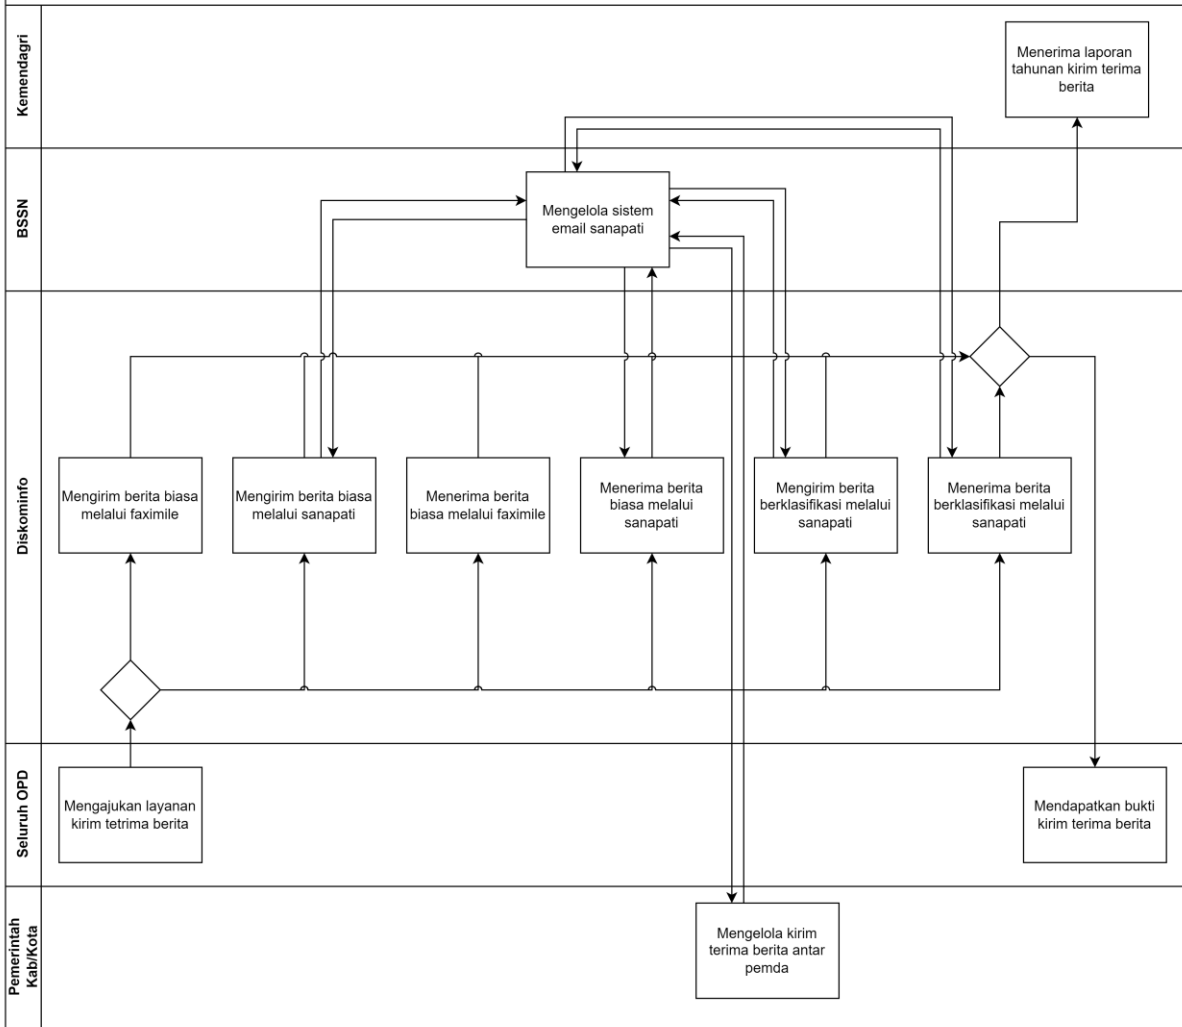 Kemendagri
Menerima laporan
tahunan kirim terima
berita
BSSN
Mengelola sistem
email sanapati
Diskominfo
Mengirim berita biasa
melalui faximile
Mengirim berita biasa
melalui sanapati
Menerima berita
biasa melalui faximile
Menerima berita
biasa melalui
sanapati
Mengirim berita
berklasifikasi melalui
sanapati
Menerima berita
berklasifikasi melalui
sanapati
Seluruh OPD
Mengajukan layanan
kirim tetrima berita
Mendapatkan bukti
kirim terima berita
Pemerintah
Kab/Kota
Mengelola kirim
terima berita antar
pemda